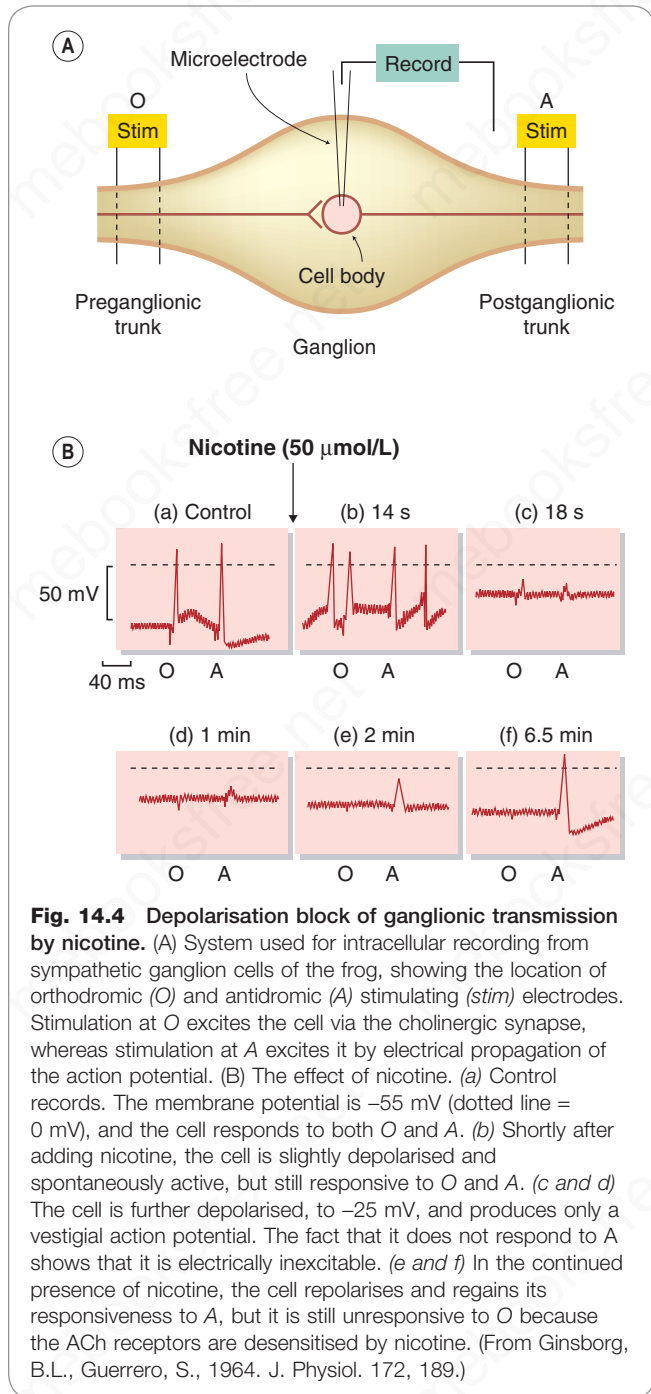 A
Microelectrode
Record
O
A
Stim
Stim
Cell body
Preganglionic
trunk
Postganglionic
trunk
Ganglion
B
Nicotine (50 μmol/L)
(a) Control
(b) 14 s
(c) 18 s
50 mV
40 ms
O
A
O
A
O
A
(d) 1 min
(e) 2 min
(f) 6.5 min
O
A
O
A
O
A
Fig. 14.4 Depolarisation block of ganglionic transmission
by nicotine. (A) System used for intracellular recording from
sympathetic ganglion cells of the frog, showing the location of
orthodromic (O) and antidromic (A) stimulating (stim) electrodes.
Stimulation at O excites the cell via the cholinergic synapse,
whereas stimulation at A excites it by electrical propagation of
the action potential. (B) The effect of nicotine. (a) Control
records. The membrane potential is –55 mV (dotted line =
0 mV), and the cell responds to both O and A. (b) Shortly after
adding nicotine, the cell is slightly depolarised and
spontaneously active, but still responsive to O and A. (c and d)
The cell is further depolarised, to –25 mV, and produces only a
vestigial action potential. The fact that it does not respond to A
shows that it is electrically inexcitable. (e and f) In the continued
presence of nicotine, the cell repolarises and regains its
responsiveness to A, but it is still unresponsive to O because
the ACh receptors are desensitised by nicotine. (From Ginsborg,
B.L., Guerrero, S., 1964. J. Physiol. 172, 189.)